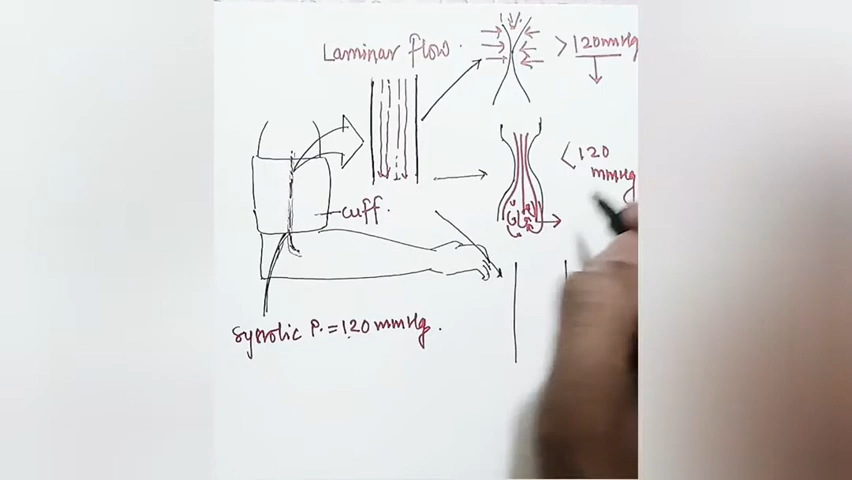 Laminar flow.
> 120mmHg
< 120
mmHg
cuff.
Systolic P. = 120 mmHg.